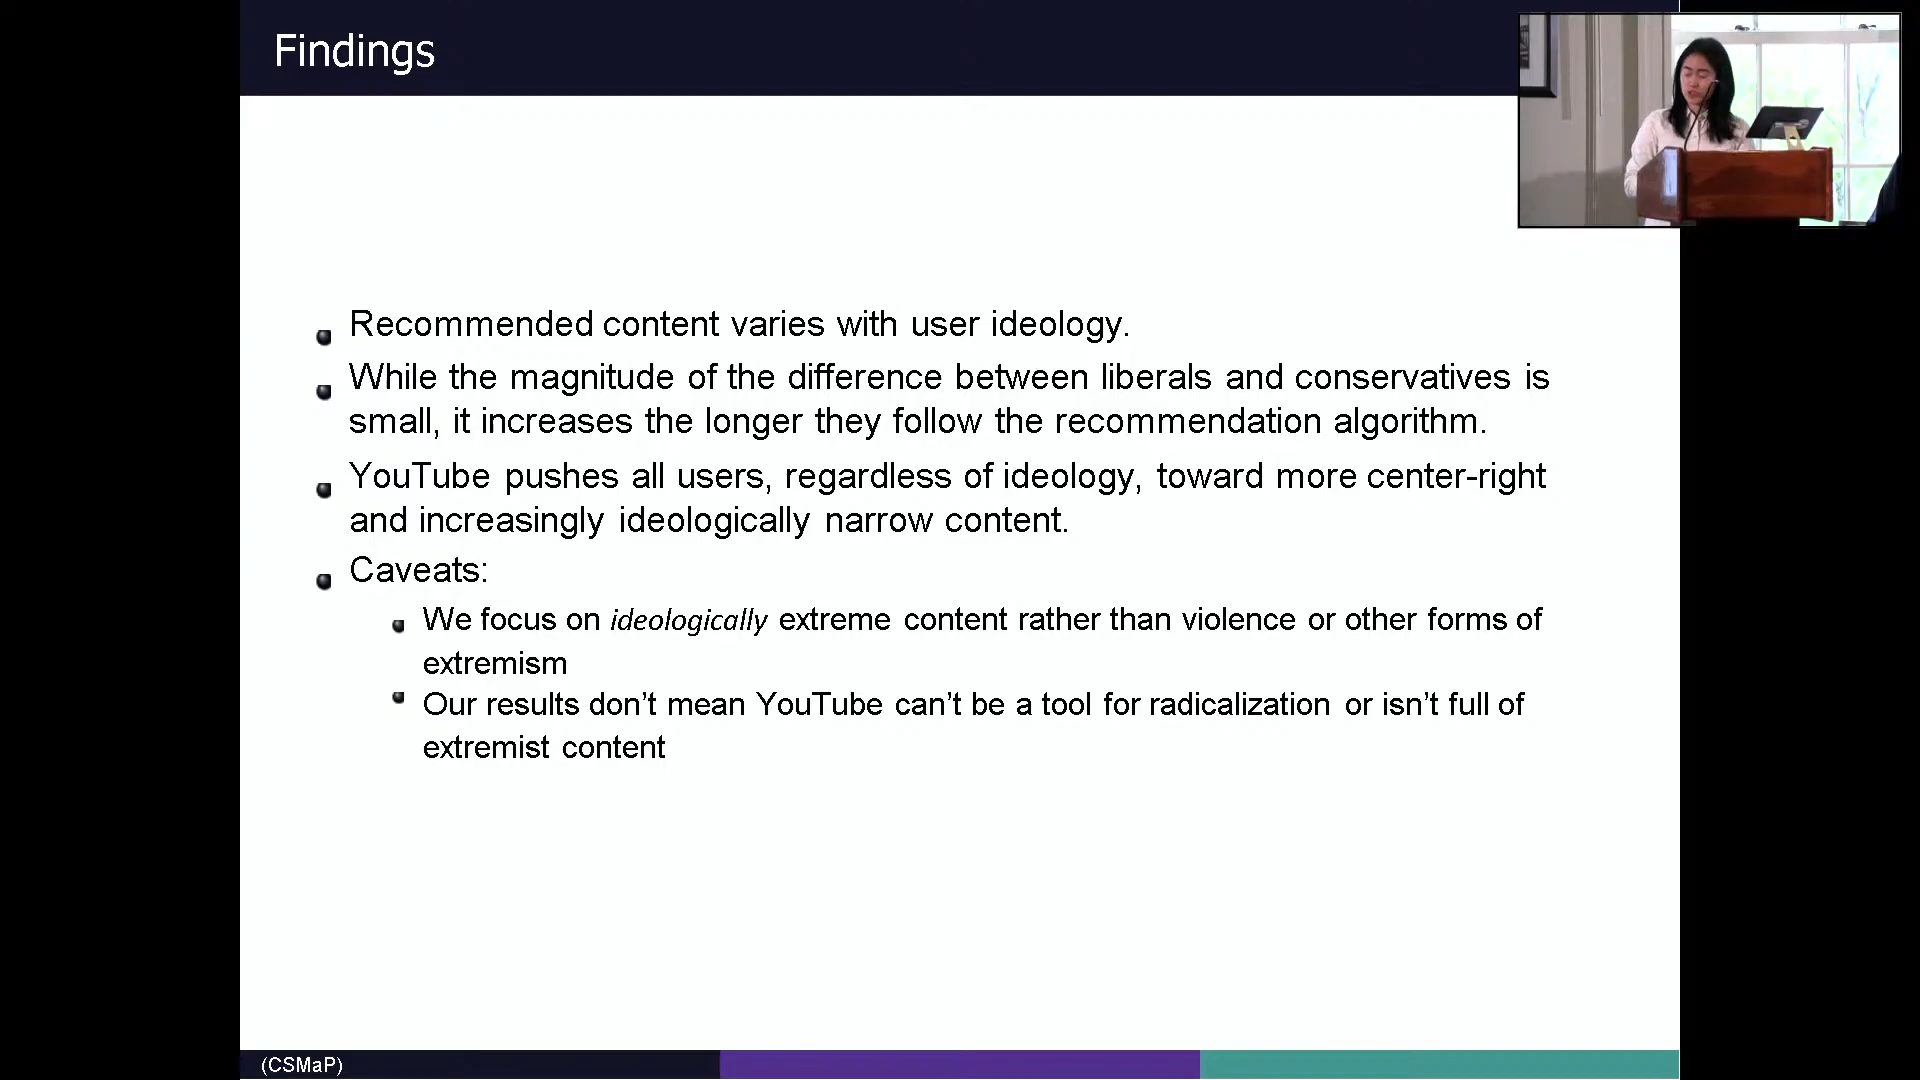 Findings
Recommended content varies with user ideology.
While the magnitude of the difference between liberals and conservatives is
small, it increases the longer they follow the recommendation algorithm.
YouTube pushes all users, regardless of ideology, toward more center-right
and increasingly ideologically narrow content.
Caveats:
We focus on ideologically extreme content rather than violence or other forms of
extremism
Our results don’t mean YouTube can’t be a tool for radicalization or isn’t full of
extremist content
(CSMaP)